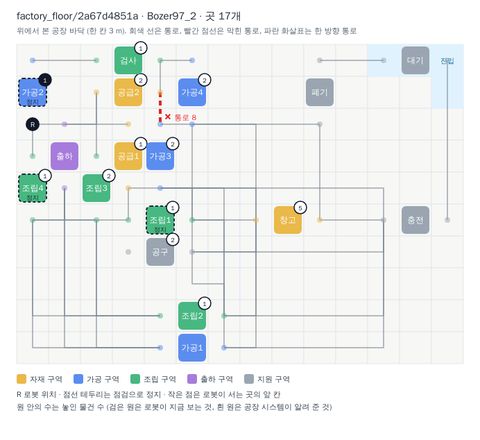 factory_floor/2a67d4851a · Bozer97_2 · 곳 17개
위에서 본 공장 바닥 (한 칸 3 m). 회색 선은 통로, 빨간 점선은 막힌 통로, 파란 화살표는 한 방향 통로
검사 1
대기
진입
가공2 1
정지
공급2 2
가공4 2
폐기
✖ 통로 8
R
출하
공급1 1
가공3 2
조립4 2
정지
조립3 2
조립1 1
정지
창고 5
충전
공구 2
조립2 1
가공1
자재 구역 가공 구역 조립 구역 출하 구역 지원 구역
R 로봇 위치 · 점선 테두리는 점검으로 정지 · 작은 점은 로봇이 서는 곳의 앞 칸
원 안의 수는 놓인 물건 수 (검은 원은 로봇이 지금 보는 것, 흰 원은 공장 시스템이 알려 준 것)